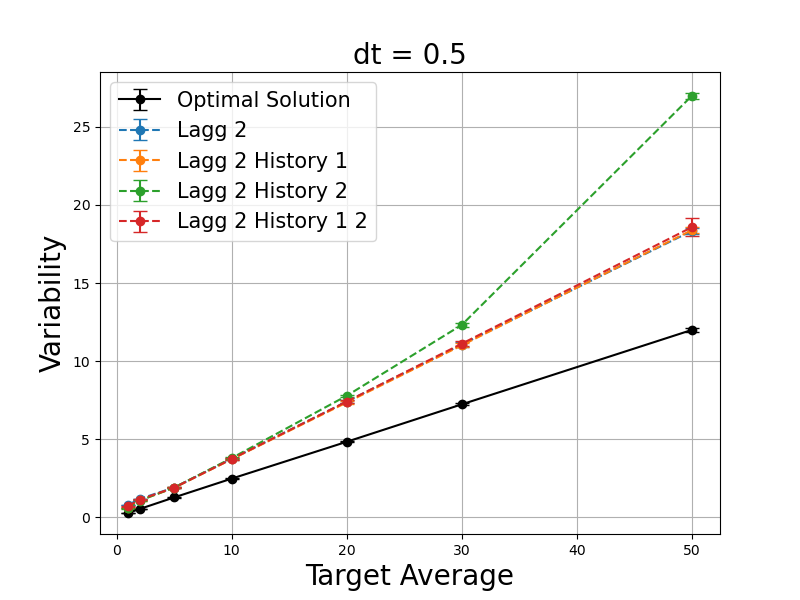 dt = 0.5
Optimal Solution
Lagg 2
Lagg 2 History 1
Lagg 2 History 2
Lagg 2 History 1 2
Variability
25
20
15
10
5
0
0 10 20 30 40 50
Target Average